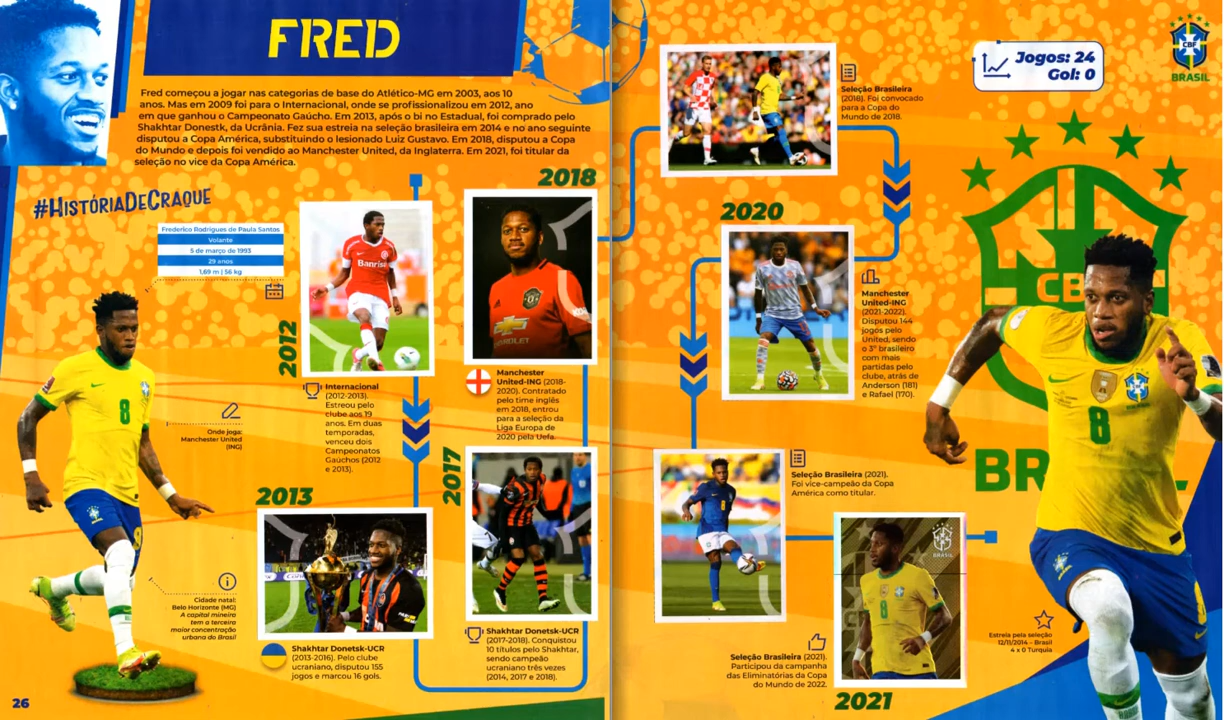 FRED
Fred começou a jogar nas categorias de base do Atlético-MG em 2003, aos 10
anos. Mas em 2009 foi para o Internacional, onde se profissionalizou em 2012, ano
em que ganhou o Campeonato Gaúcho. Em 2013, após o bi no Estadual, foi comprado pelo
Shakhtar Donestk, da Ucrânia. Fez sua estreia na seleção brasileira em 2014 e no ano seguinte
disputou a Copa América, substituindo o lesionado Luiz Gustavo. Em 2018, disputou a Copa
do Mundo e depois foi vendido ao Manchester United, da Inglaterra. Em 2021, foi titular da
seleção no vice da Copa América.
#HISTÓRIADECRAQUE
Frederico Rodrigues de Paula Santos
Volante
5 de março de 1993
29 anos
1,69 m | 56 kg
8
Onde joga:
Manchester United
(ING)
Cidade natal:
Belo Horizonte (MG)
A capital mineira
tem a terceira
maior concentração
urbana do Brasil
26
2012
Banrisul
Internacional
(2012-2013).
Estreou pelo
clube aos 19
anos. Em duas
temporadas,
venceu dois
Campeonatos
Gaúchos (2012
e 2013).
2013
Shakhtar Donetsk-UCR
(2013-2016). Pelo clube
ucraniano, disputou 155
jogos e marcou 16 gols.
2017
Shakhtar Donetsk-UCR
(2017-2018). Conquistou
10 títulos pelo Shakhtar,
sendo campeão
ucraniano três vezes
(2014, 2017 e 2018).
2018
CHEVROLET
Manchester
United-ING (2018-
2020). Contratado
pelo time inglês
em 2018, entrou
para a seleção da
Liga Europa de
2020 pela Uefa.
Seleção Brasileira
(2018). Foi convocado
para a Copa do
Mundo de 2018.
Jogos: 24
Gol: 0
CBF
BRASIL
2020
Manchester
United-ING
(2021-2022).
Disputou 144
jogos pelo
United, sendo
o 3º brasileiro
com mais
partidas pelo
clube, atrás de
Anderson (181)
e Rafael (170).
Seleção Brasileira (2021).
Foi vice-campeão da Copa
América como titular.
8
BRASIL
8
Seleção Brasileira (2021).
Participou da campanha
das Eliminatórias da Copa
do Mundo de 2022.
2021
Estreia pela seleção
12/11/2014 – Brasil
4 x 0 Turquia
CB
BR
L
8